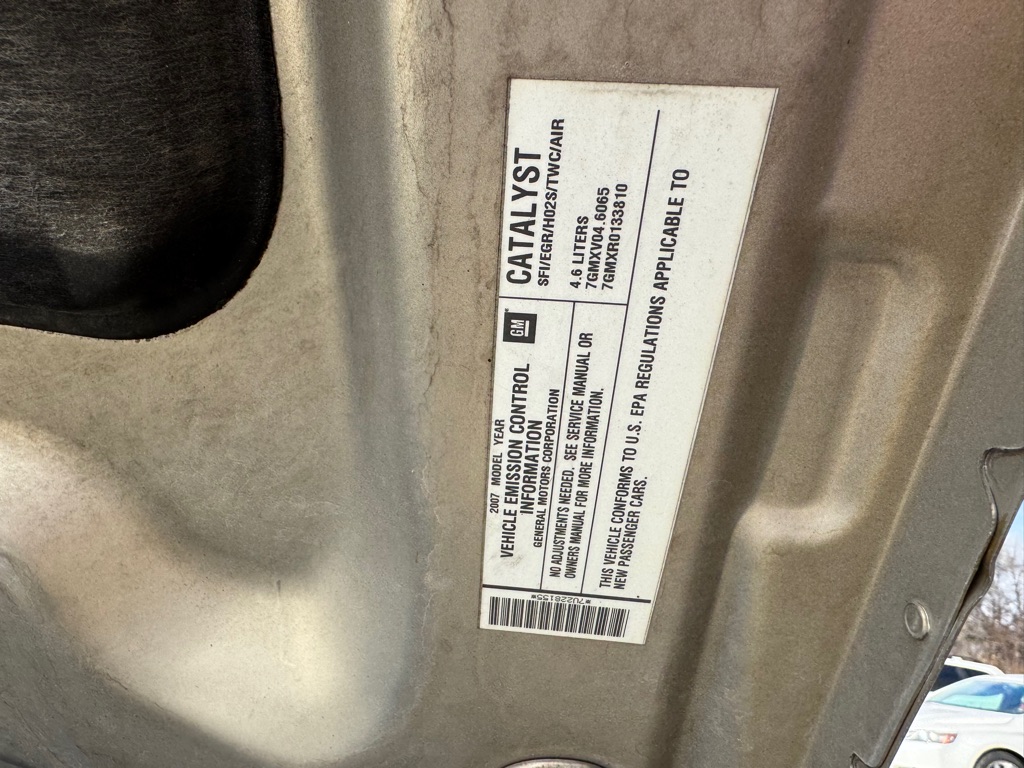 2007 MODEL YEAR
VEHICLE EMISSION CONTROL
INFORMATION
GENERAL MOTORS CORPORATION
GM
CATALYST
SFI/EGR/HO2S/TWC/AIR
NO ADJUSTMENTS NEEDED. SEE SERVICE MANUAL OR
OWNERS MANUAL FOR MORE INFORMATION.
4.6 LITERS
7GMXV04.6065
7GMXR0133810
THIS VEHICLE CONFORMS TO U.S. EPA REGULATIONS APPLICABLE TO
NEW PASSENGER CARS.
*7U228155*